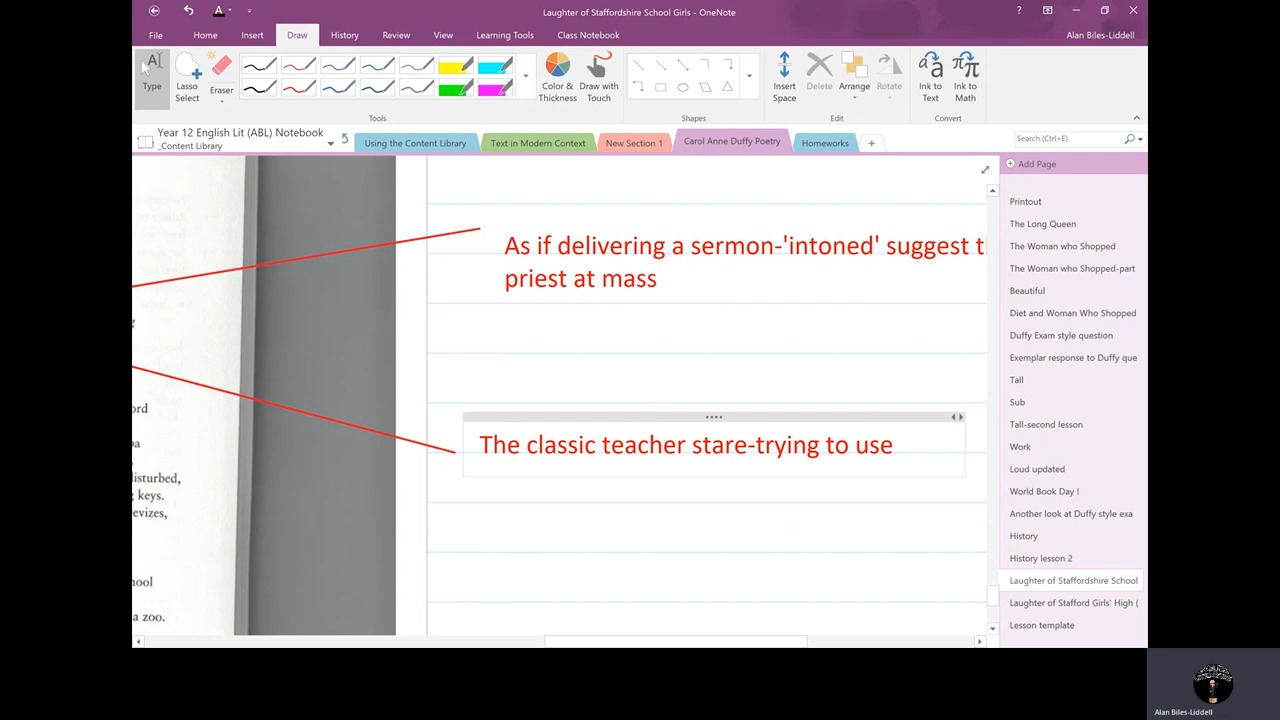 Laughter of Staffordshire School Girls - OneNote
File Home Insert Draw History Review View Learning Tools Class Notebook
Alan Biles-Liddell
Type
Lasso Select
Eraser
Color & Thickness
Draw with Touch
Insert Space
Delete
Arrange
Rotate
Ink to Text
Ink to Math
Tools
Shapes
Edit
Convert
Year 12 English Lit (ABL) Notebook
_Content Library
Using the Content Library
Text in Modern Context
New Section 1
Carol Anne Duffy Poetry
Homeworks
Search (Ctrl+E)
Add Page
Printout
The Long Queen
The Woman who Shopped
The Woman who Shopped-part
Beautiful
Diet and Woman Who Shopped
Duffy Exam style question
Exemplar response to Duffy que
Tall
Sub
Tall-second lesson
Work
Loud updated
World Book Day !
Another look at Duffy style exa
History
History lesson 2
Laughter of Staffordshire School
Laughter of Stafford Girls' High (
Lesson template
As if delivering a sermon-'intoned' suggest th
priest at mass
The classic teacher stare-trying to use
keys.
a zoo.
Alan Biles-Liddell